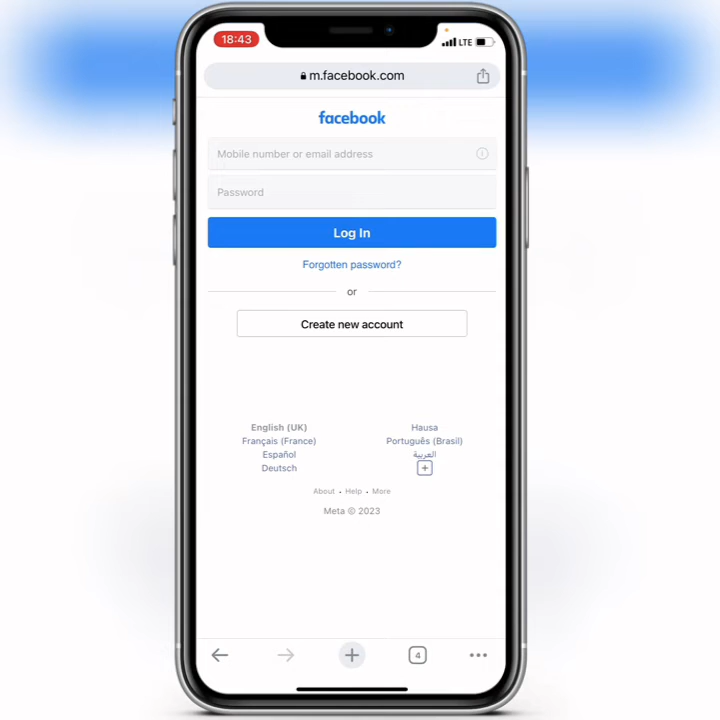 18:43
LTE
m.facebook.com
facebook
Mobile number or email address
Password
Log In
Forgotten password?
or
Create new account
English (UK)
Hausa
Français (France)
Português (Brasil)
Español
العربية
Deutsch
About · Help · More
Meta © 2023
4